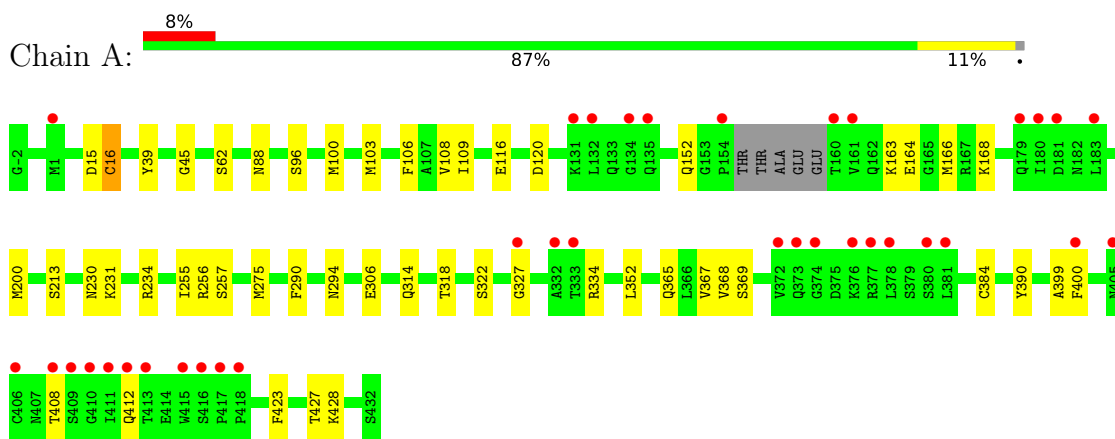 8%
Chain A:
87% 11% •
G-2 M1 D15 C16 Y39 G45 S62 N88 S96 M100 M103 F106 A107 V108 I109 E116 D120 K131 L132 Q133 G134 Q135 Q152 G153 P154 THR THR ALA GLU GLU T160 V161 Q162 K163 E164 G165 M166 R167 K168 Q179 I180 D181 N182 L183
M200 S213 N230 K231 R234 I255 R256 S257 M275 F290 N294 E306 Q314 T318 S322 G327 A332 T333 R334 L352 Q365 L366 V367 V368 S369 V372 Q373 G374 D375 K376 R377 L378 S379 S380 L381 C384 Y390 A399 F400 N405
C406 N407 T408 S409 G410 I411 Q412 T413 E414 W415 S416 P417 P418 F423 T427 K428 S432